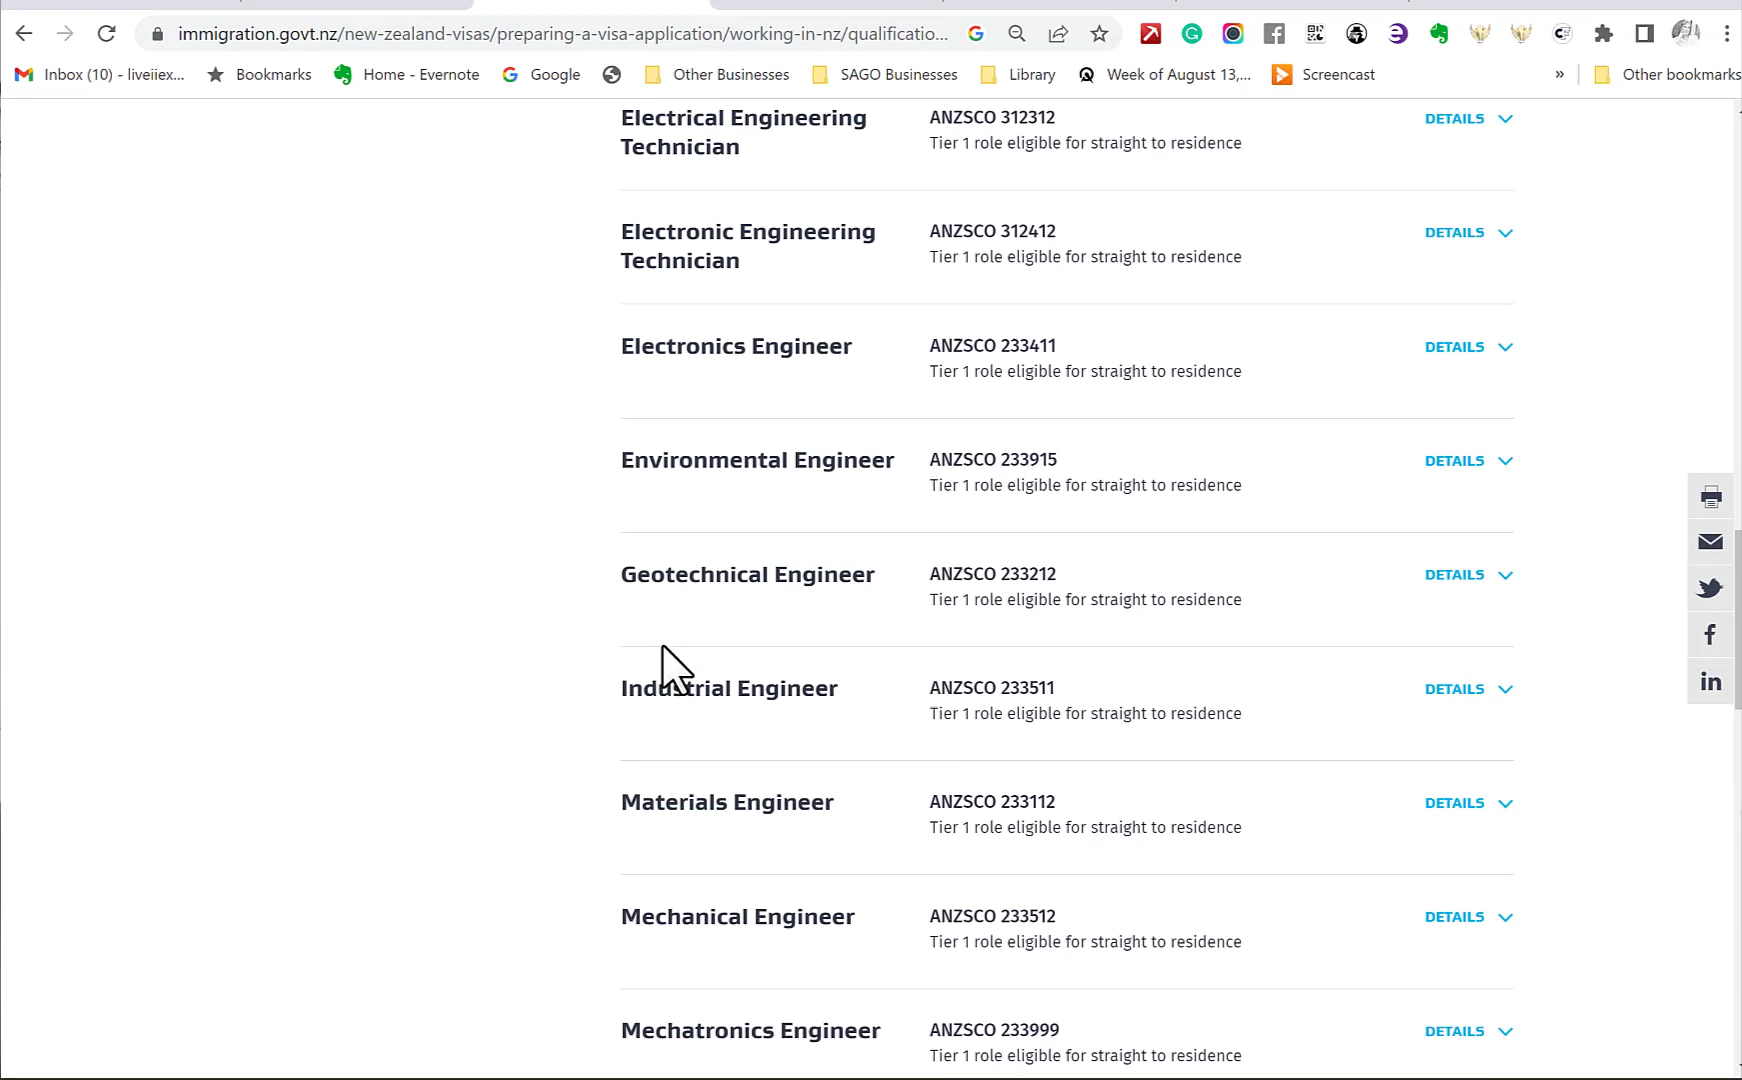 immigration.govt.nz/new-zealand-visas/preparing-a-visa-application/working-in-nz/qualificatio...
Inbox (10) - liveiiex...
Bookmarks
Home - Evernote
Google
Other Businesses
SAGO Businesses
Library
Week of August 13,...
Screencast
»
Other bookmarks
Electrical Engineering
Technician
ANZSCO 312312
Tier 1 role eligible for straight to residence
DETAILS
Electronic Engineering
Technician
ANZSCO 312412
Tier 1 role eligible for straight to residence
DETAILS
Electronics Engineer
ANZSCO 233411
Tier 1 role eligible for straight to residence
DETAILS
Environmental Engineer
ANZSCO 233915
Tier 1 role eligible for straight to residence
DETAILS
Geotechnical Engineer
ANZSCO 233212
Tier 1 role eligible for straight to residence
DETAILS
Industrial Engineer
ANZSCO 233511
Tier 1 role eligible for straight to residence
DETAILS
Materials Engineer
ANZSCO 233112
Tier 1 role eligible for straight to residence
DETAILS
Mechanical Engineer
ANZSCO 233512
Tier 1 role eligible for straight to residence
DETAILS
Mechatronics Engineer
ANZSCO 233999
Tier 1 role eligible for straight to residence
DETAILS